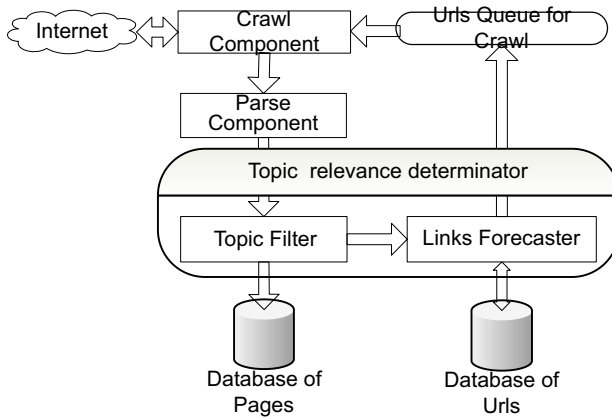 Internet
Crawl
Component
Urls Queue for
Crawl
Parse
Component
Topic relevance determinator
Topic Filter
Links Forecaster
Database of
Pages
Database of
Urls